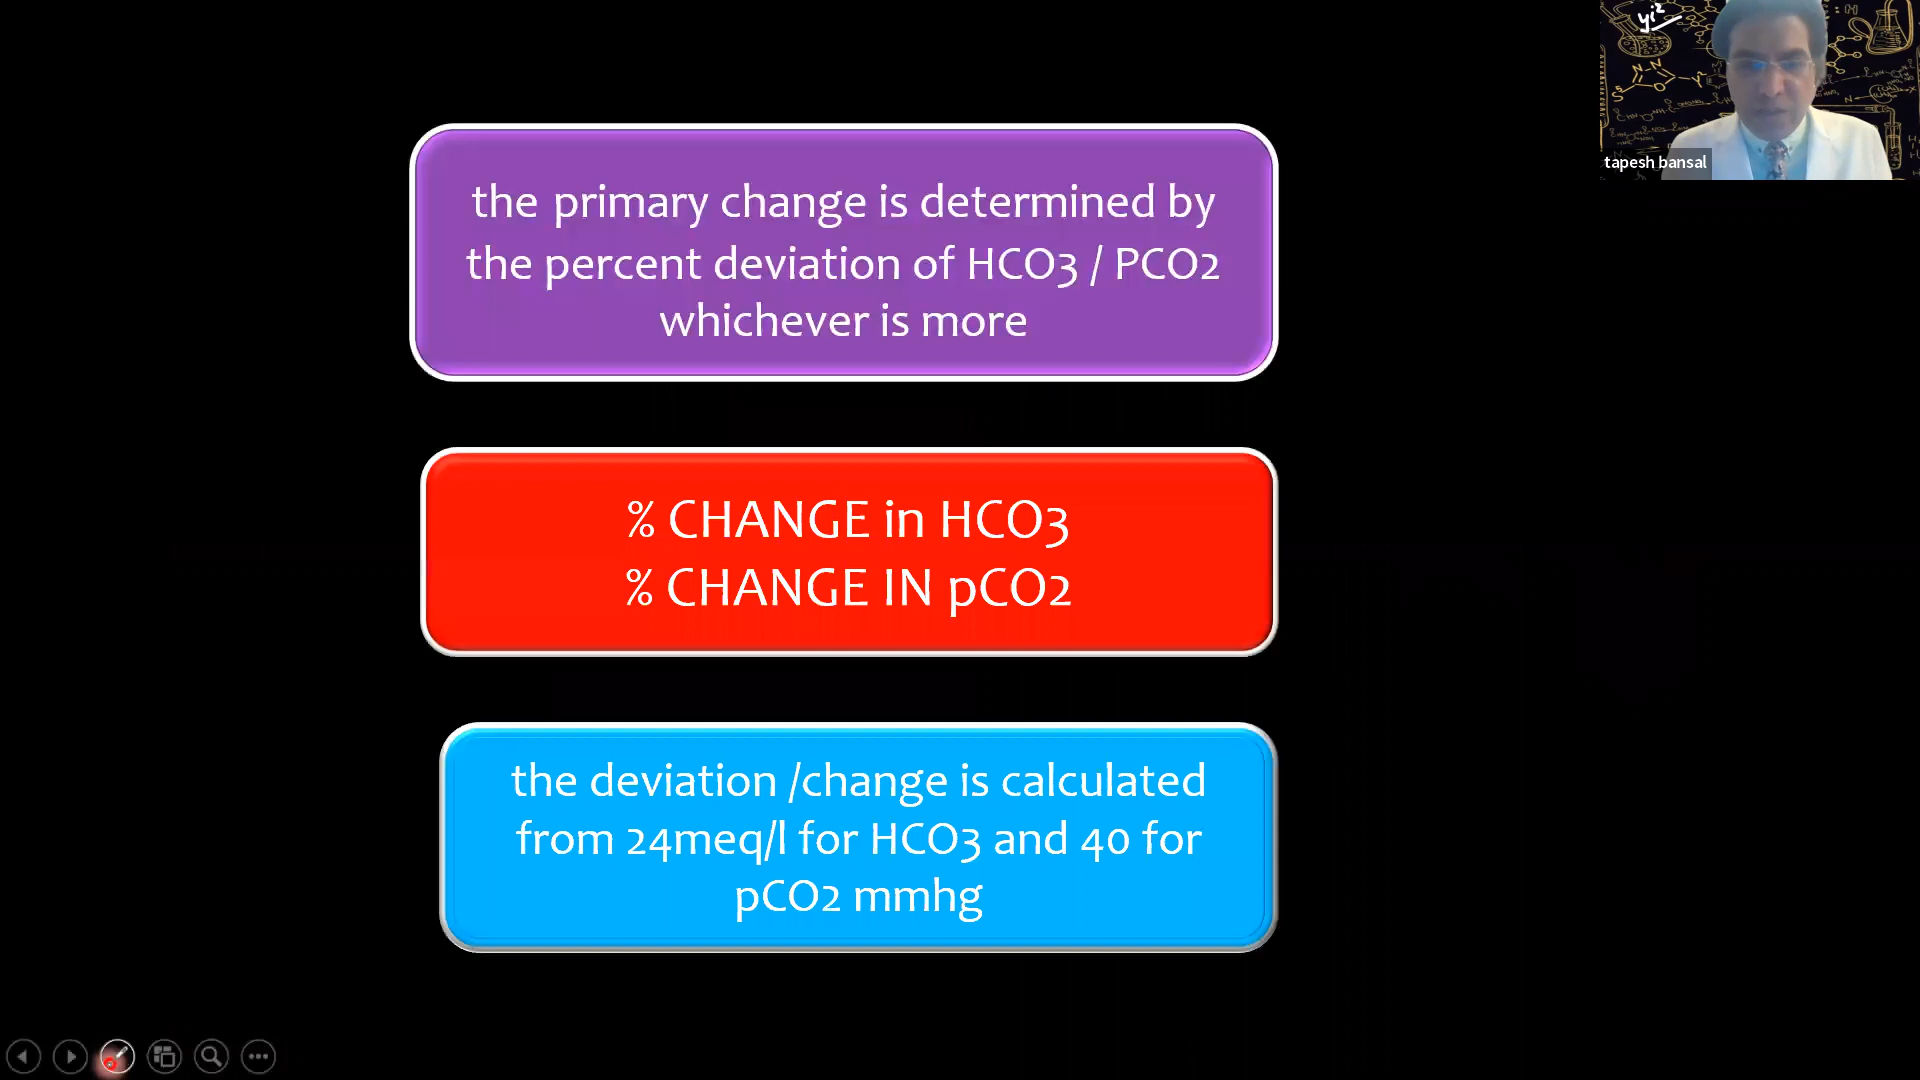 the primary change is determined by
the percent deviation of HCO3 / PCO2
whichever is more
% CHANGE in HCO3
% CHANGE IN pCO2
the deviation /change is calculated
from 24meq/l for HCO3 and 40 for
pCO2 mmhg
tapesh bansal